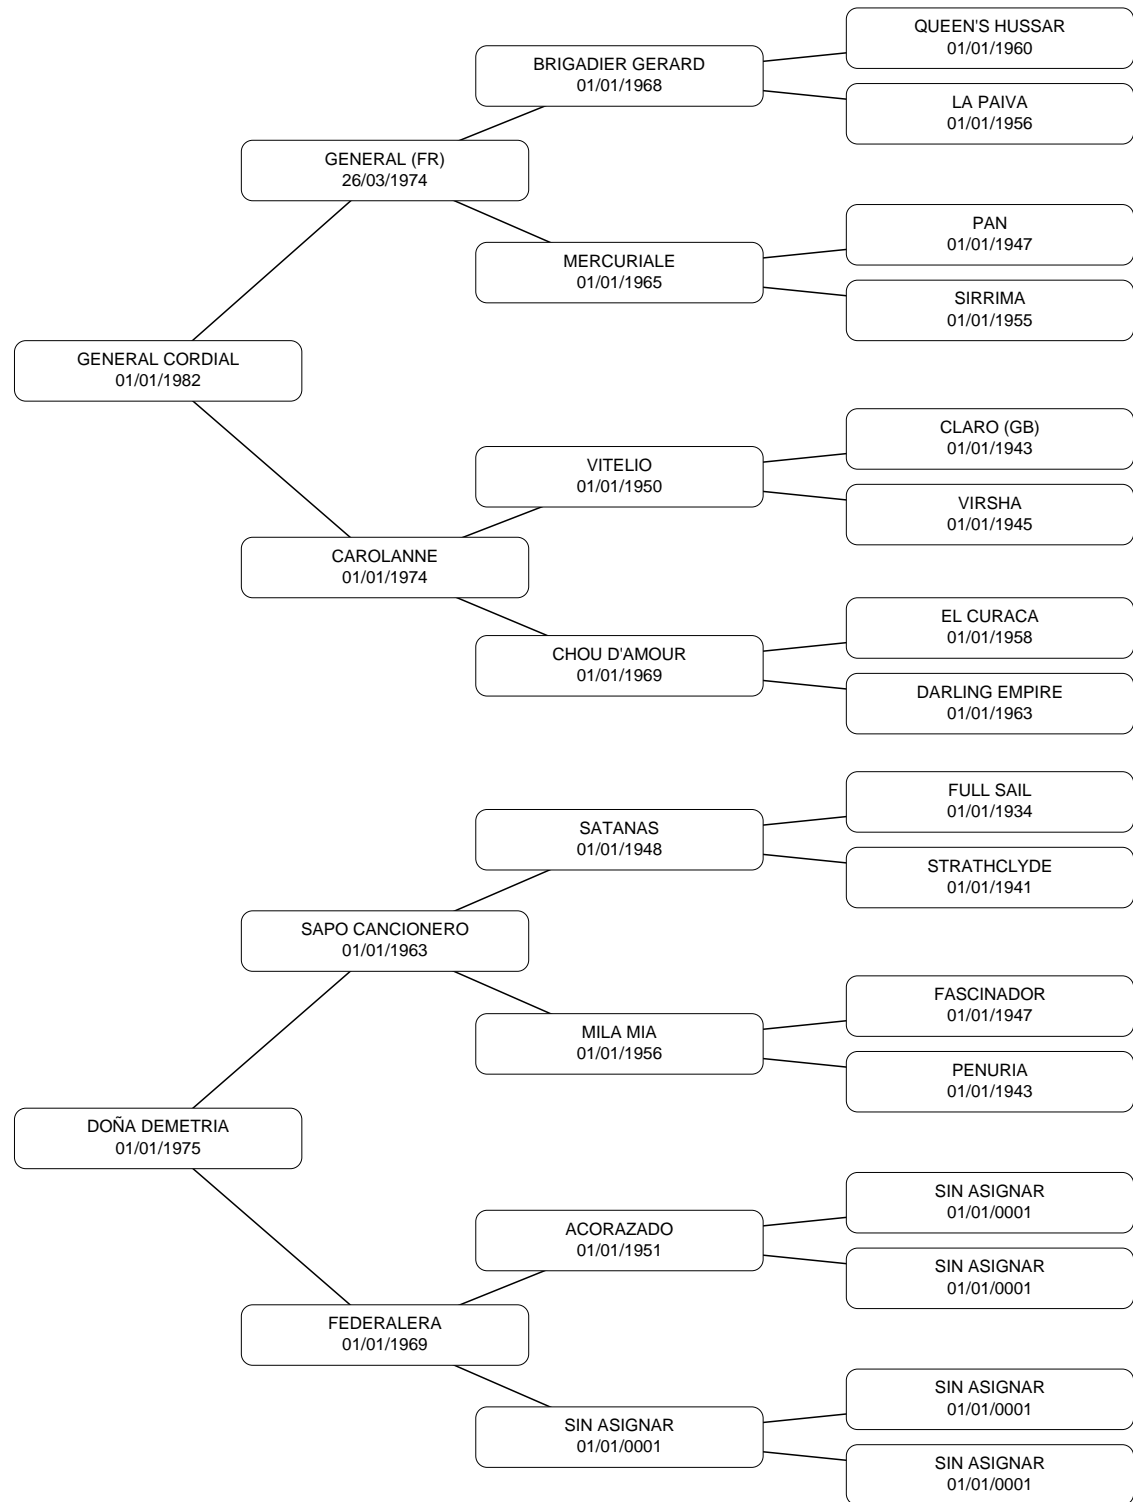 QUEEN'S HUSSAR
01/01/1960
BRIGADIER GERARD
01/01/1968
LA PAIVA
01/01/1956
GENERAL (FR)
26/03/1974
PAN
01/01/1947
MERCURIALE
01/01/1965
SIRRIMA
01/01/1955
GENERAL CORDIAL
01/01/1982
CLARO (GB)
01/01/1943
VITELIO
01/01/1950
VIRSHA
01/01/1945
CAROLANNE
01/01/1974
EL CURACA
01/01/1958
CHOU D'AMOUR
01/01/1969
DARLING EMPIRE
01/01/1963
FULL SAIL
01/01/1934
SATANAS
01/01/1948
STRATHCLYDE
01/01/1941
SAPO CANCIONERO
01/01/1963
FASCINADOR
01/01/1947
MILA MIA
01/01/1956
PENURIA
01/01/1943
DOÑA DEMETRIA
01/01/1975
SIN ASIGNAR
01/01/0001
ACORAZADO
01/01/1951
SIN ASIGNAR
01/01/0001
FEDERALERA
01/01/1969
SIN ASIGNAR
01/01/0001
SIN ASIGNAR
01/01/0001
SIN ASIGNAR
01/01/0001